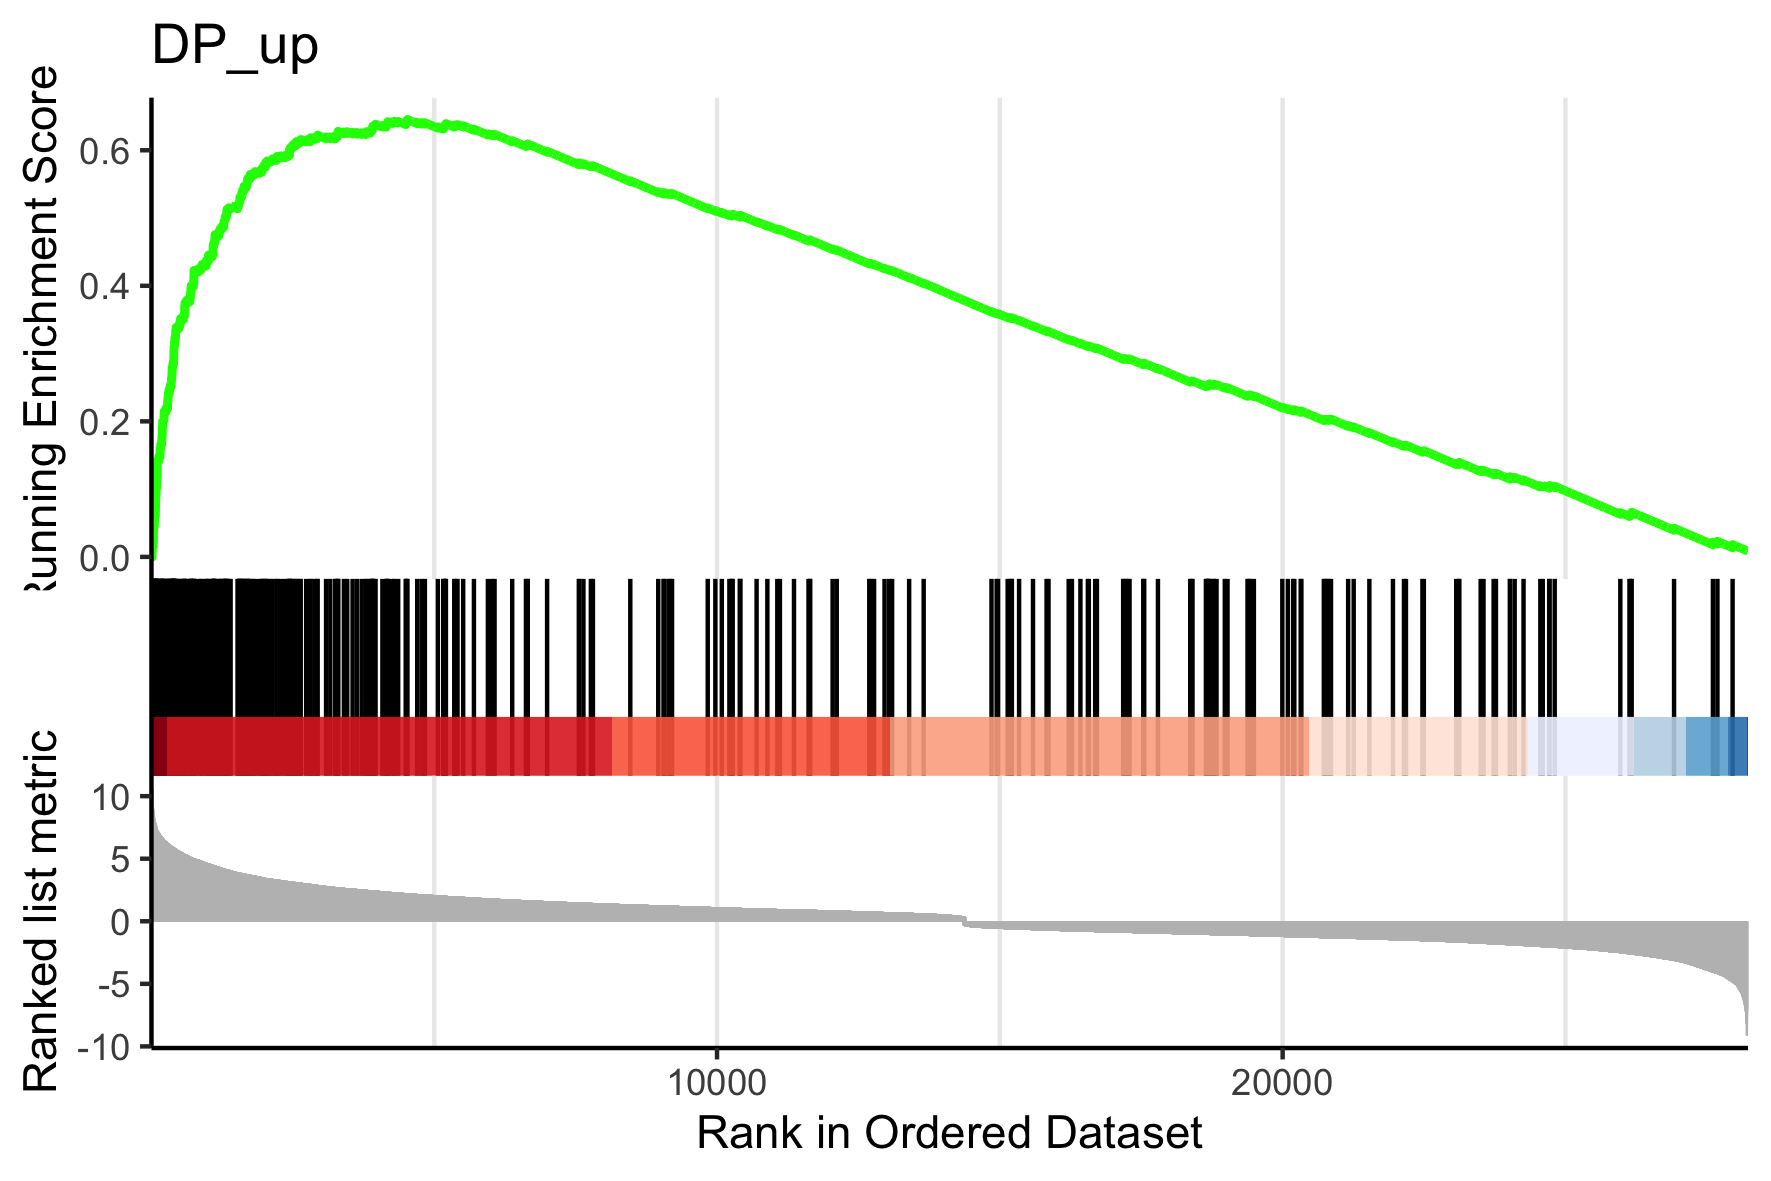 DP_up
Running Enrichment Score
0.6
0.4
0.2
0.0
Ranked list metric
10
5
0
-5
-10
10000
20000
Rank in Ordered Dataset